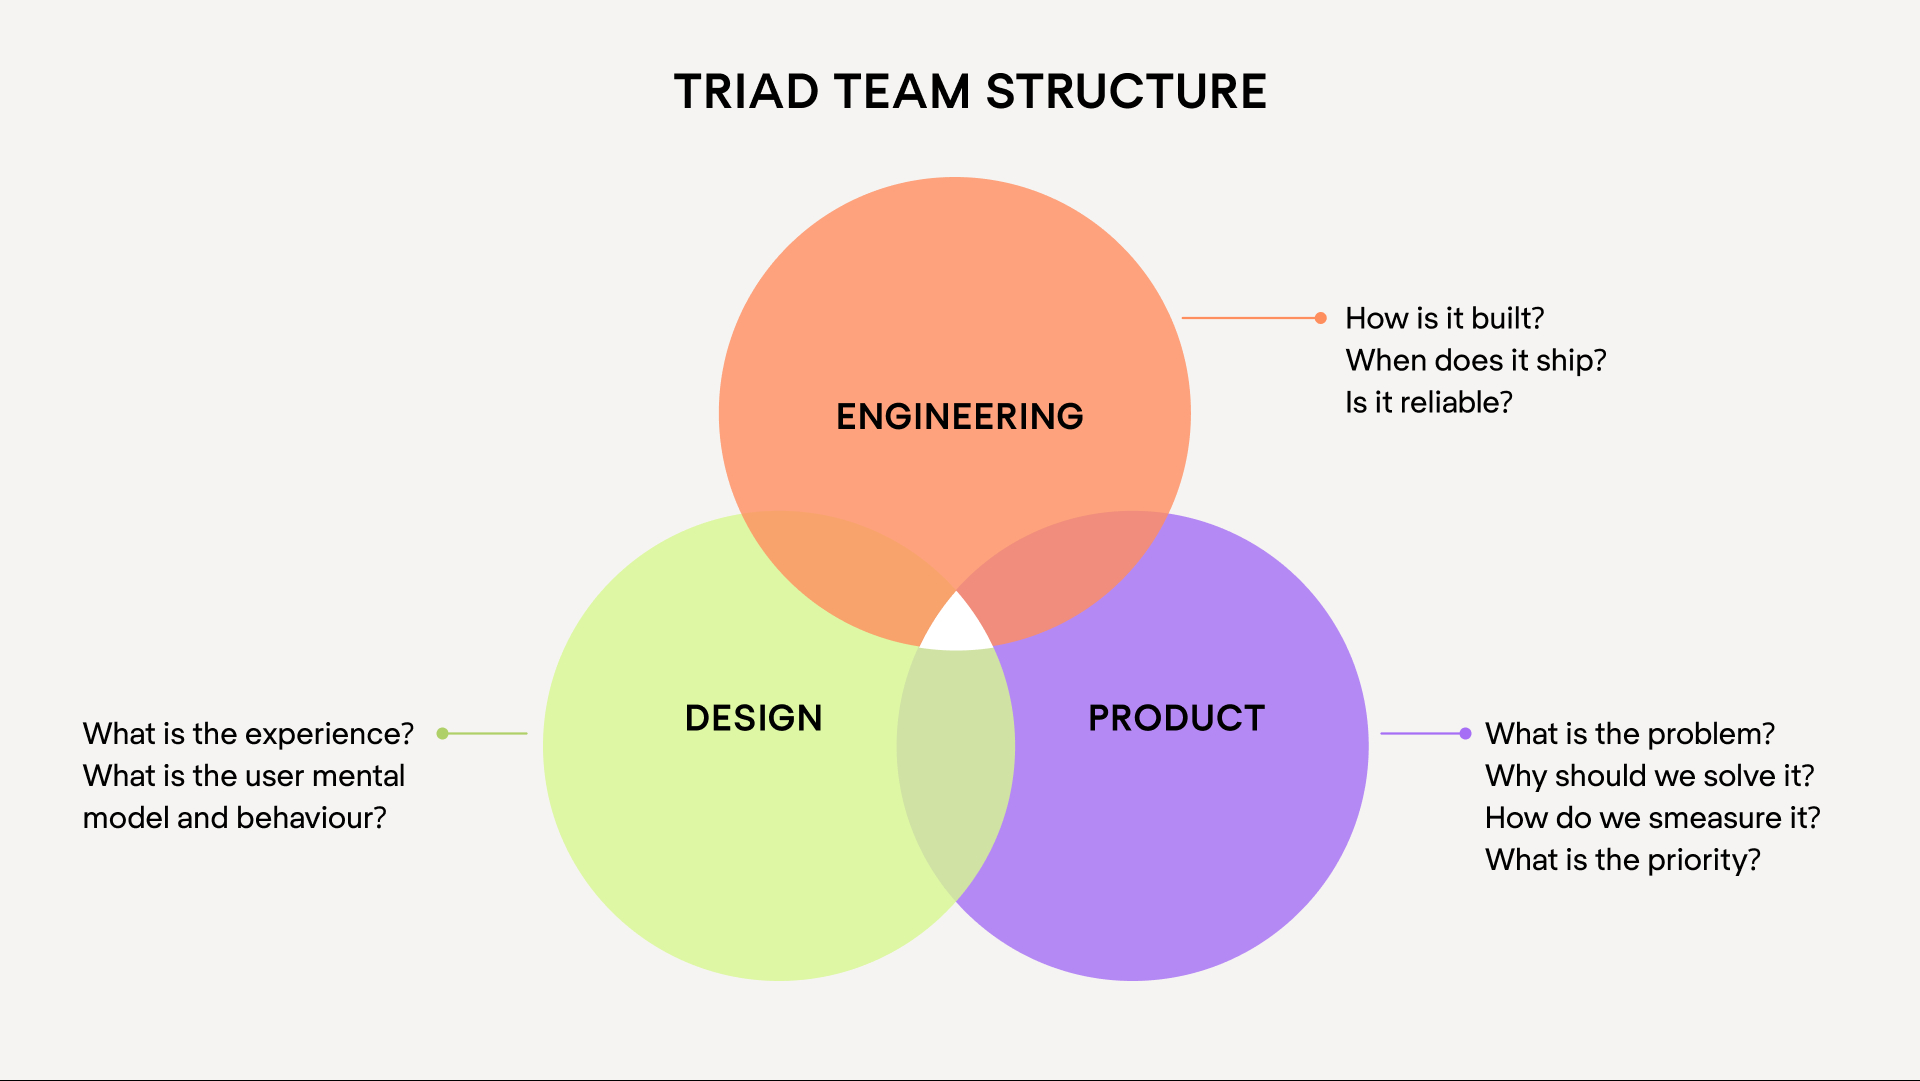 TRIAD TEAM STRUCTURE
How is it built?
When does it ship?
Is it reliable?
ENGINEERING
DESIGN
PRODUCT
What is the experience?
What is the user mental
model and behaviour?
What is the problem?
Why should we solve it?
How do we smeasure it?
What is the priority?